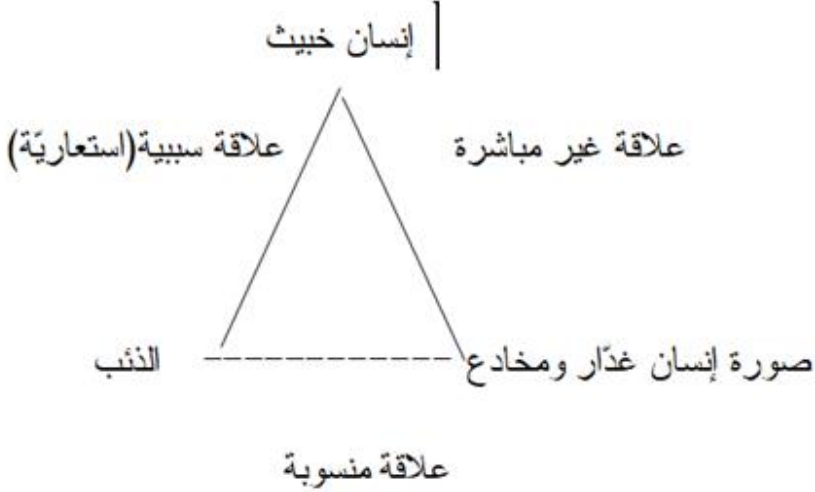 إنسان خبيث
علاقة غير مباشرة
علاقة سببية(استعاريّة)
صورة إنسان غدّار ومخادع
الذئب
علاقة منسوبة